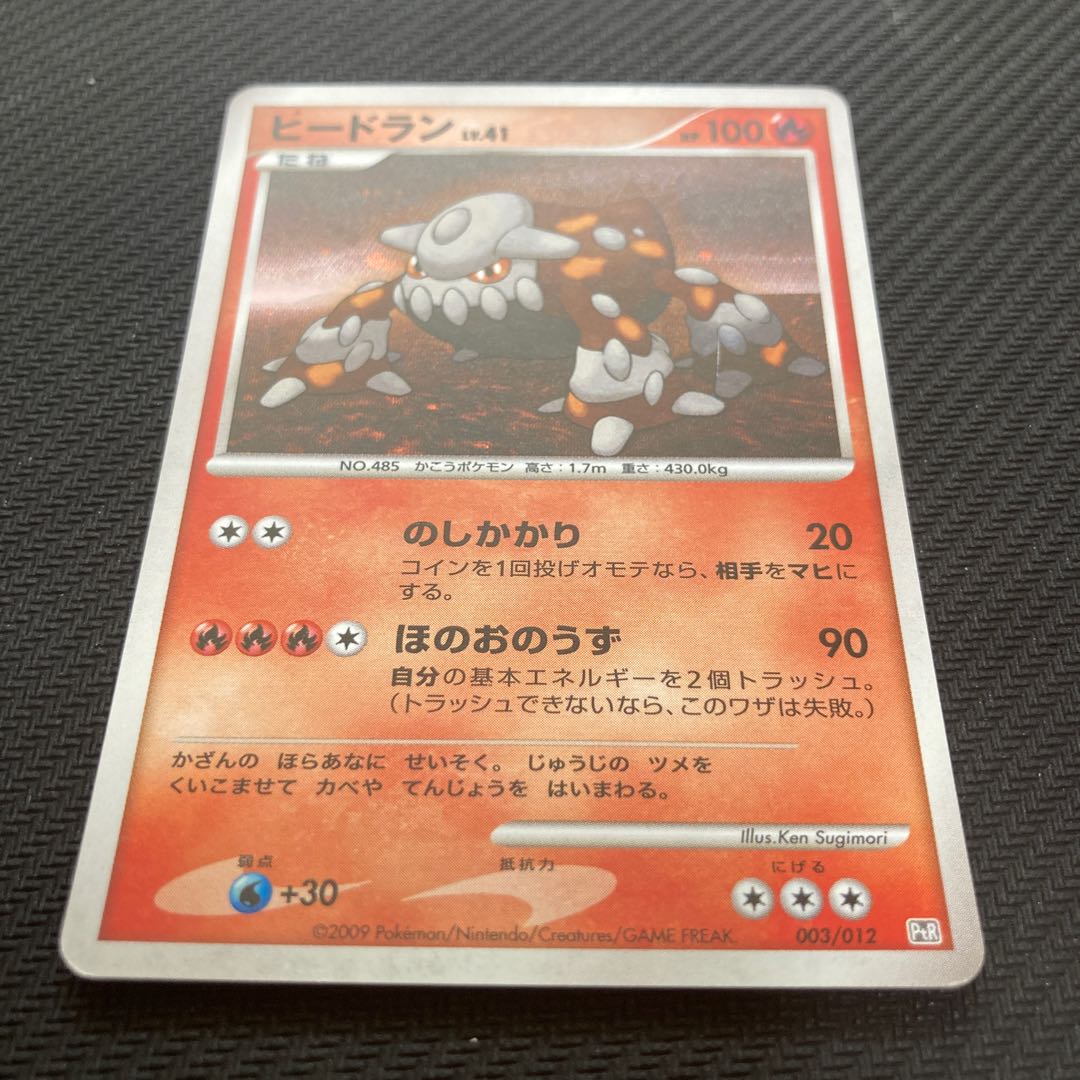 ヒードラン LV.41 HP 100
たね
NO.485 かこうポケモン 高さ:1.7m 重さ:430.0kg
のしかかり 20
コインを1回投げオモテなら、相手をマヒに
する。
ほのおのうず 90
自分の基本エネルギーを2個トラッシュ。
(トラッシュできないなら、このワザは失敗。)
かざんの ほらあなに せいそく。 じゅうじの ツメを
くいこませて カベや てんじょうを はいまわる。
Illus.Ken Sugimori
弱点 抵抗力 にげる
+30
©2009 Pokémon/Nintendo/Creatures/GAME FREAK. 003/012 PtR